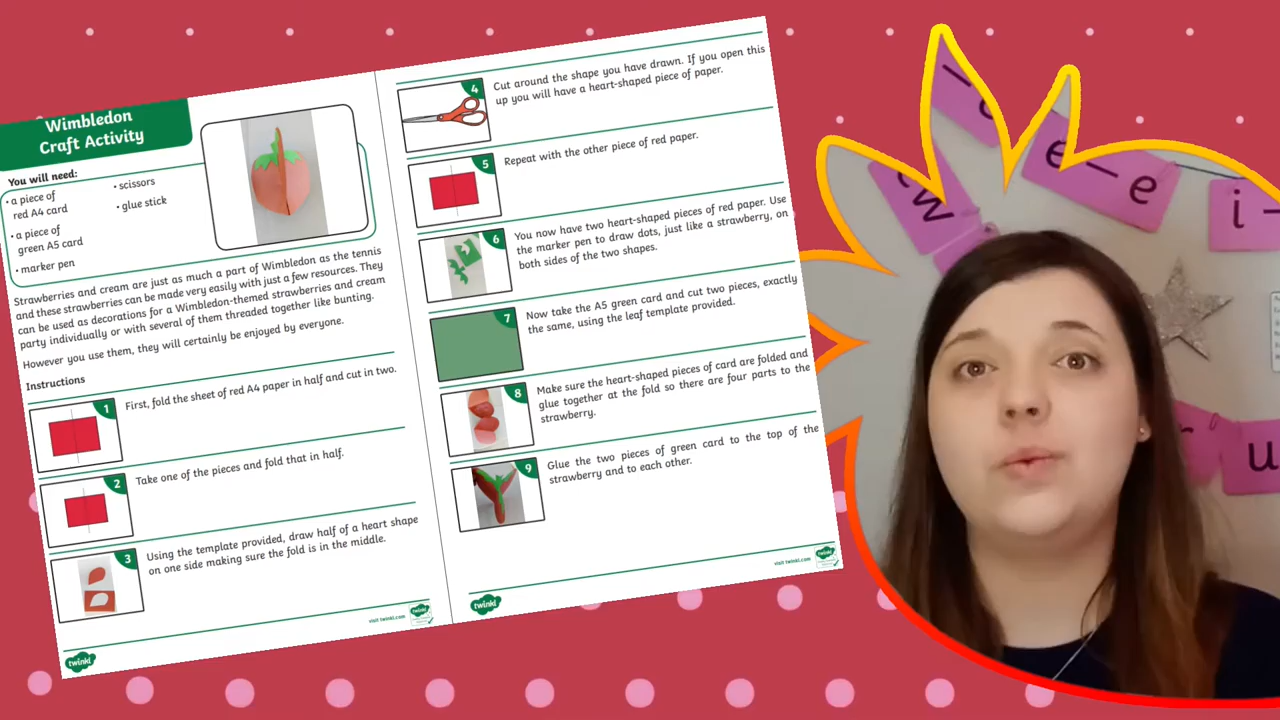 Wimbledon
Craft Activity
You will need:
• a piece of
red A4 card
• a piece of
green A5 card
• marker pen
• scissors
• glue stick
Strawberries and cream are just as much a part of Wimbledon as the tennis
and these strawberries can be made very easily with just a few resources. They
can be used as decorations for a Wimbledon-themed strawberries and cream
party individually or with several of them threaded together like bunting.
However you use them, they will certainly be enjoyed by everyone.
Instructions
1
First, fold the sheet of red A4 paper in half and cut in two.
2
Take one of the pieces and fold that in half.
3
Using the template provided, draw half of a heart shape
on one side making sure the fold is in the middle.
twinkl
visit twinkl.com
twinkl
4
Cut around the shape you have drawn. If you open this
up you will have a heart-shaped piece of paper.
5
Repeat with the other piece of red paper.
6
You now have two heart-shaped pieces of red paper. Use
the marker pen to draw dots, just like a strawberry, on
both sides of the two shapes.
7
Now take the A5 green card and cut two pieces, exactly
the same, using the leaf template provided.
8
Make sure the heart-shaped pieces of card are folded and
glue together at the fold so there are four parts to the
strawberry.
9
Glue the two pieces of green card to the top of the
strawberry and to each other.
twinkl
visit twinkl.com
twinkl
e–e
i–
w
u